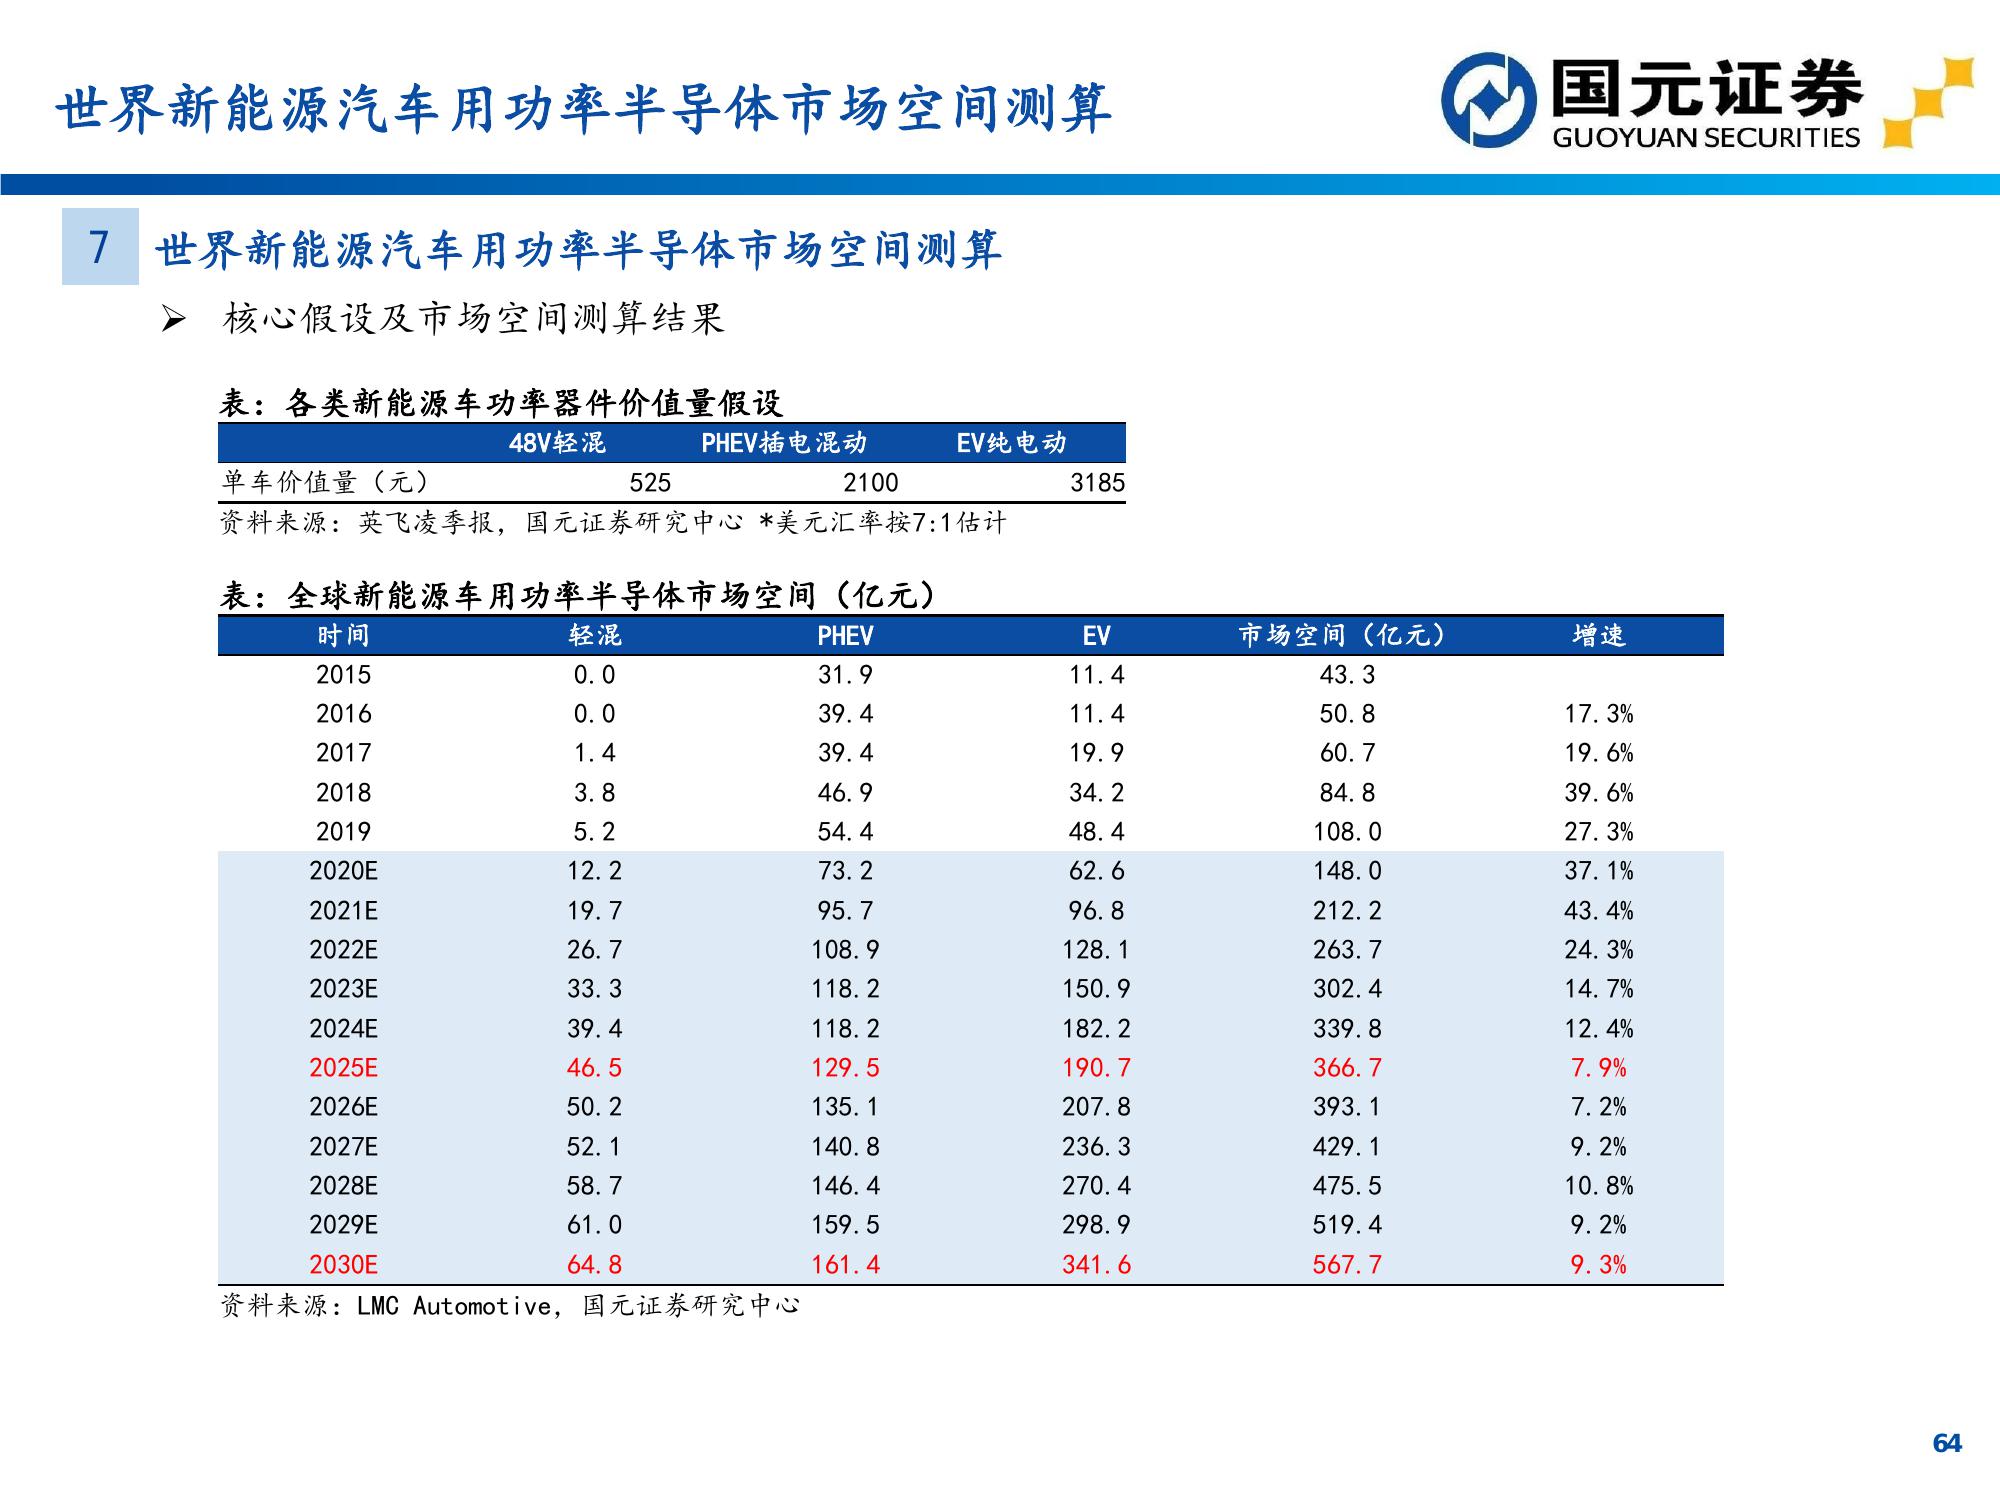 世界新能源汽车用功率半导体市场空间测算
国元证券
GUOYUAN SECURITIES
7 世界新能源汽车用功率半导体市场空间测算
➢ 核心假设及市场空间测算结果
表：各类新能源车功率器件价值量假设
48V轻混 PHEV插电混动 EV纯电动
单车价值量（元） 525 2100 3185
资料来源：英飞凌季报，国元证券研究中心 *美元汇率按7:1估计
表：全球新能源车用功率半导体市场空间（亿元）
时间 轻混 PHEV EV 市场空间（亿元） 增速
2015 0.0 31.9 11.4 43.3
2016 0.0 39.4 11.4 50.8 17.3%
2017 1.4 39.4 19.9 60.7 19.6%
2018 3.8 46.9 34.2 84.8 39.6%
2019 5.2 54.4 48.4 108.0 27.3%
2020E 12.2 73.2 62.6 148.0 37.1%
2021E 19.7 95.7 96.8 212.2 43.4%
2022E 26.7 108.9 128.1 263.7 24.3%
2023E 33.3 118.2 150.9 302.4 14.7%
2024E 39.4 118.2 182.2 339.8 12.4%
2025E 46.5 129.5 190.7 366.7 7.9%
2026E 50.2 135.1 207.8 393.1 7.2%
2027E 52.1 140.8 236.3 429.1 9.2%
2028E 58.7 146.4 270.4 475.5 10.8%
2029E 61.0 159.5 298.9 519.4 9.2%
2030E 64.8 161.4 341.6 567.7 9.3%
资料来源：LMC Automotive，国元证券研究中心
64